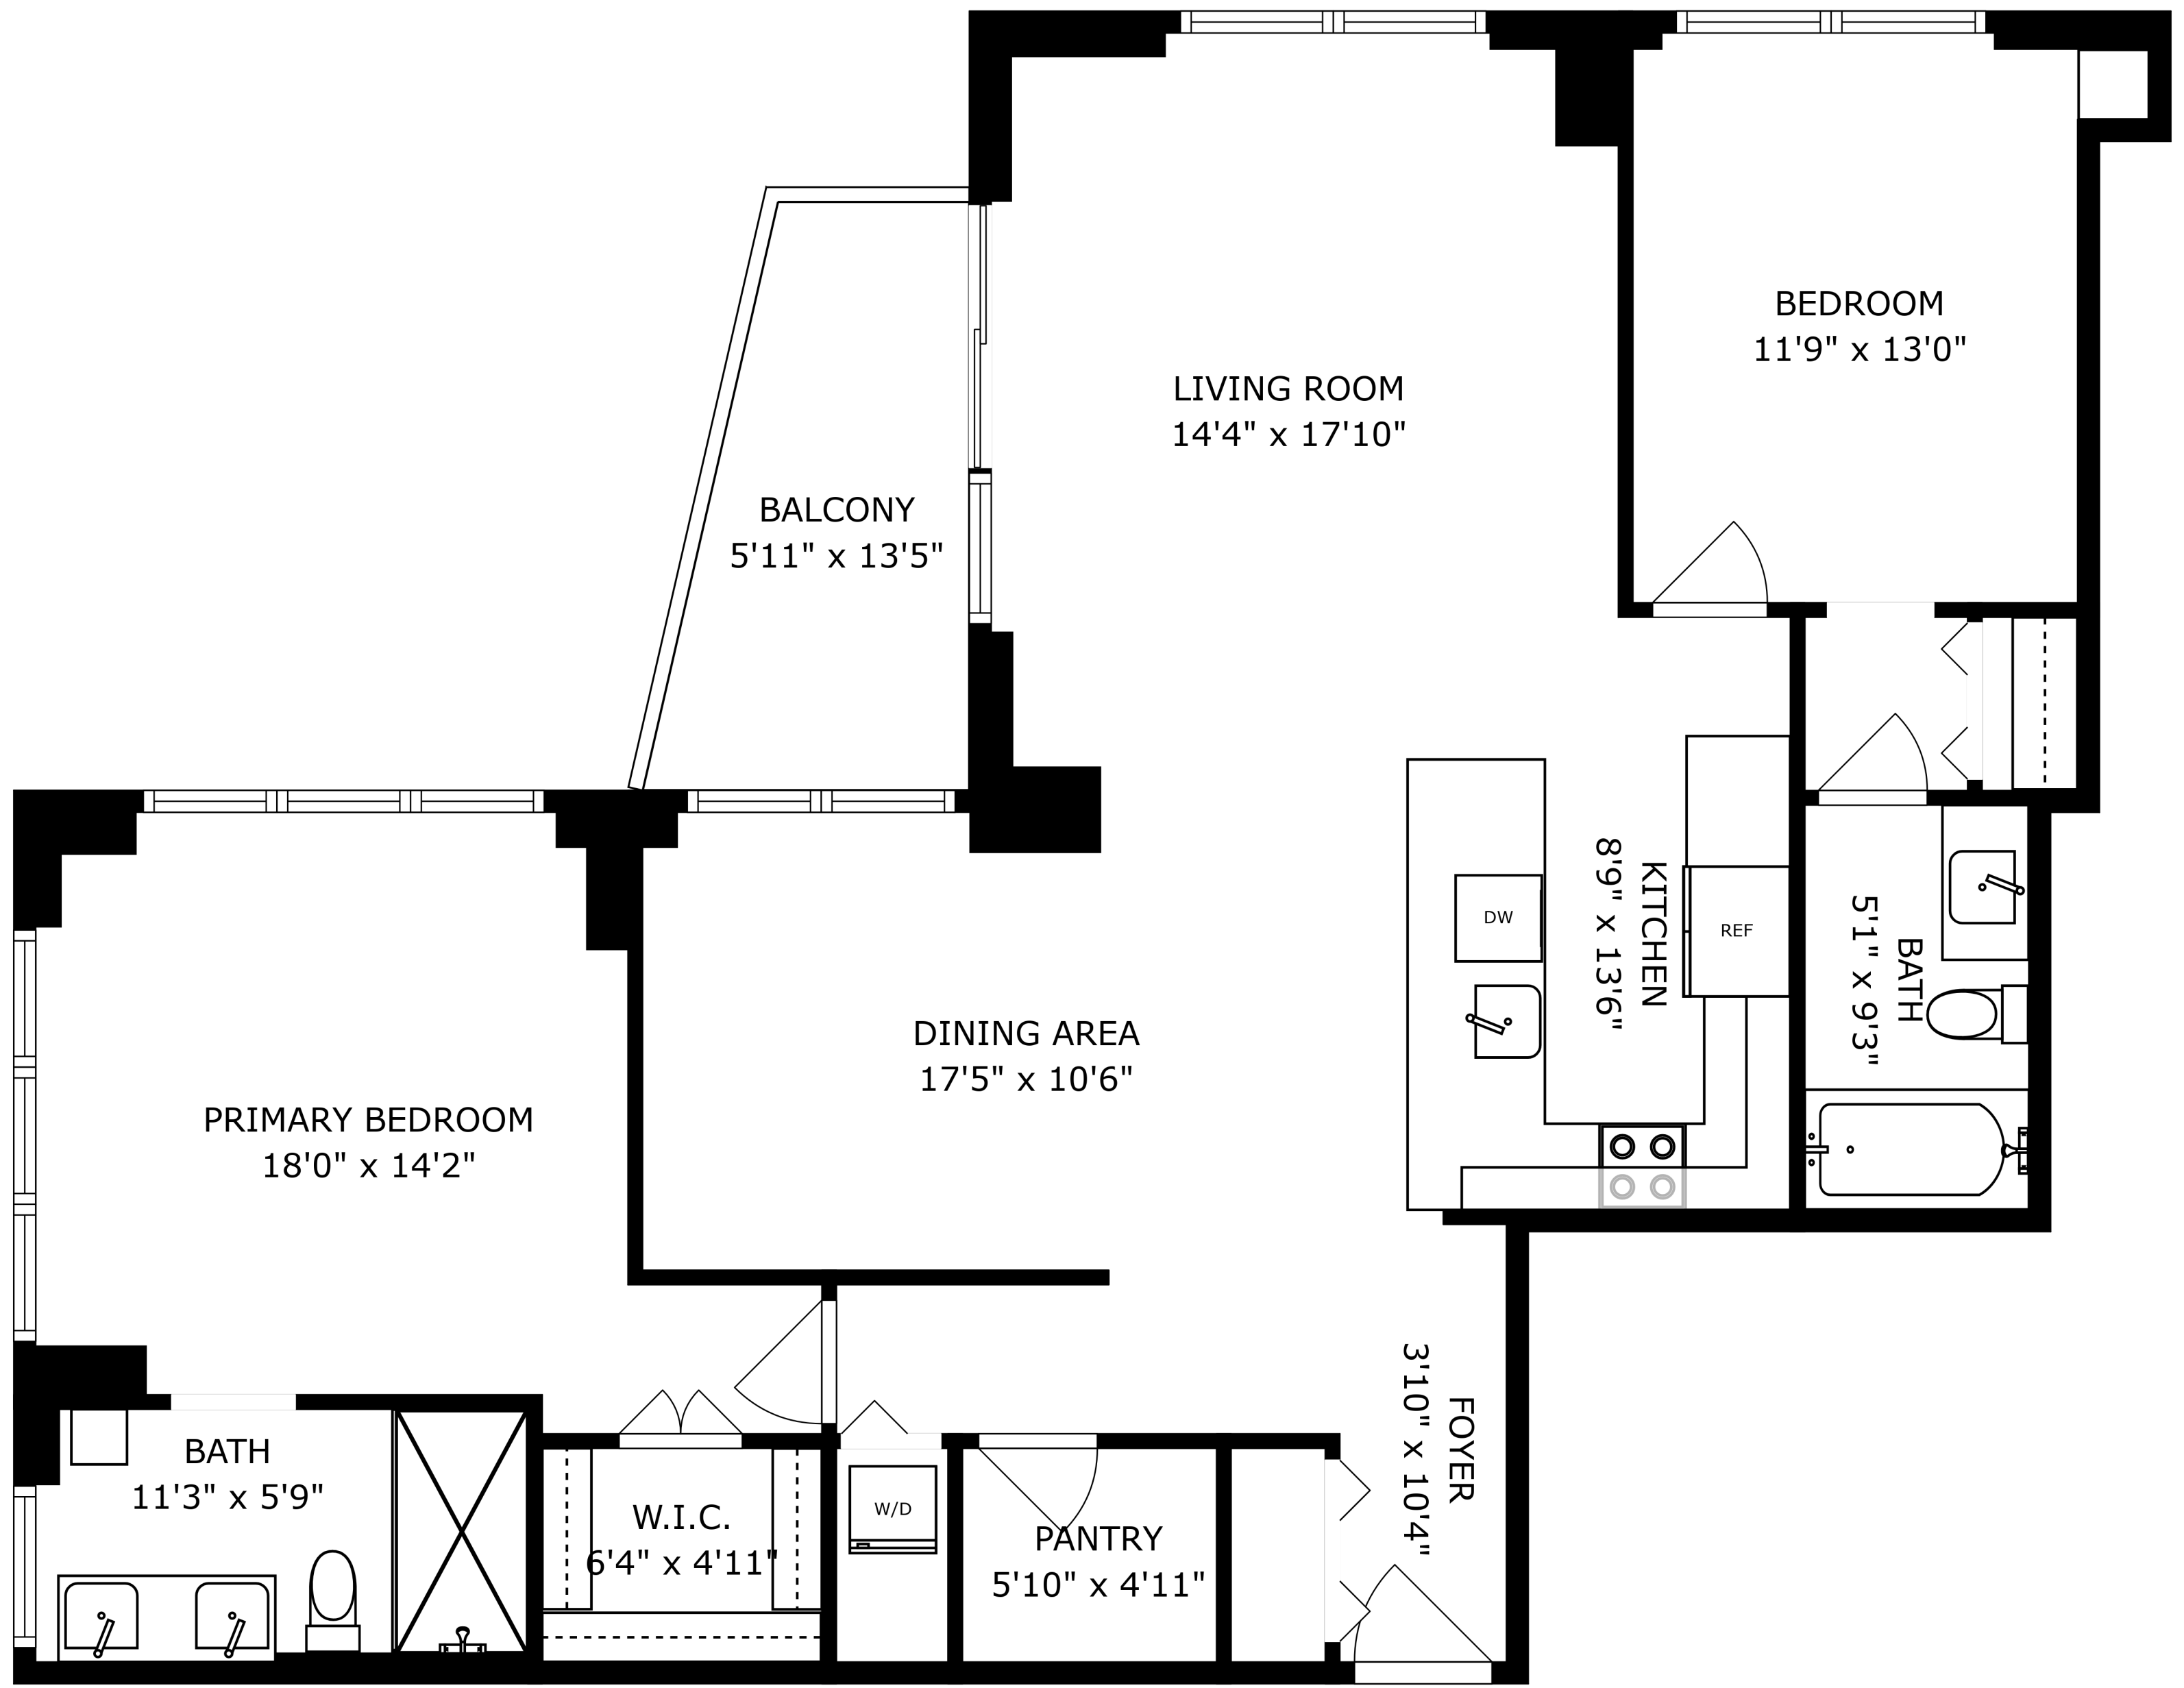 BEDROOM
11'9" x 13'0"
LIVING ROOM
14'4" x 17'10"
BALCONY
5'11" x 13'5"
KITCHEN
8'9" x 13'6"
DW
REF
BATH
5'1" x 9'3"
DINING AREA
17'5" x 10'6"
PRIMARY BEDROOM
18'0" x 14'2"
FOYER
3'10" x 10'4"
BATH
11'3" x 5'9"
W.I.C.
6'4" x 4'11"
W/D
PANTRY
5'10" x 4'11"